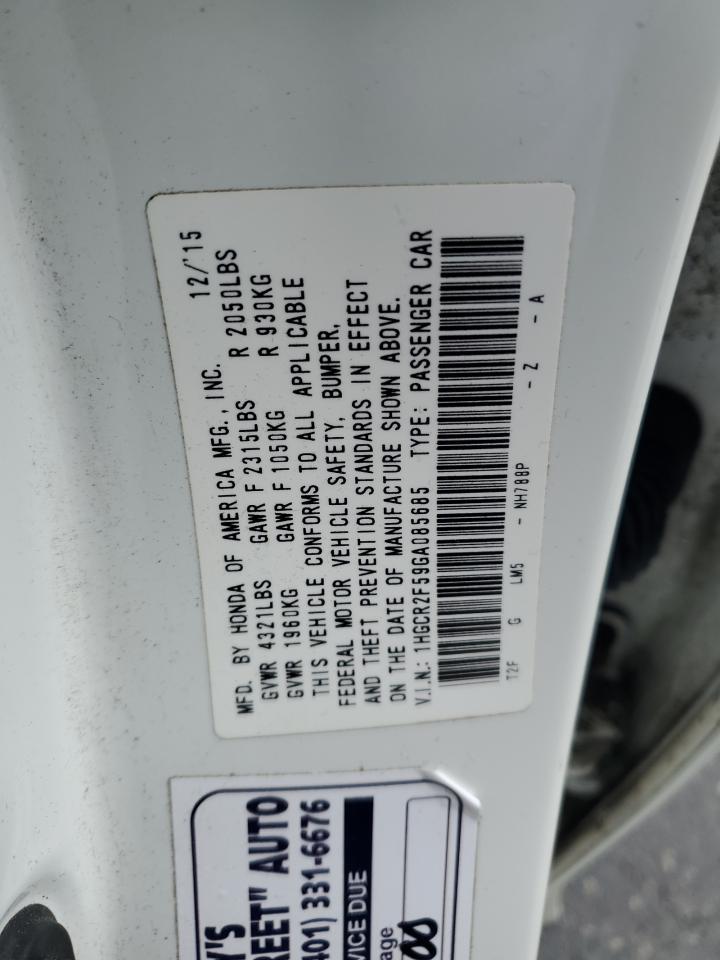 MFD. BY HONDA OF AMERICA MFG., INC. 12/'15
GVWR 4321LBS GAWR F 2315LBS R 2050LBS
GVWR 1960KG GAWR F 1050KG R 930KG
THIS VEHICLE CONFORMS TO ALL APPLICABLE
FEDERAL MOTOR VEHICLE SAFETY, BUMPER,
AND THEFT PREVENTION STANDARDS IN EFFECT
ON THE DATE OF MANUFACTURE SHOWN ABOVE.
V.I.N.: 1HGCR2F59GA085685 TYPE: PASSENGER CAR
T2F G LM5 - NH788P - Z - A
Y'S
REET" AUTO
401) 331-6676
VICE DUE
age
00